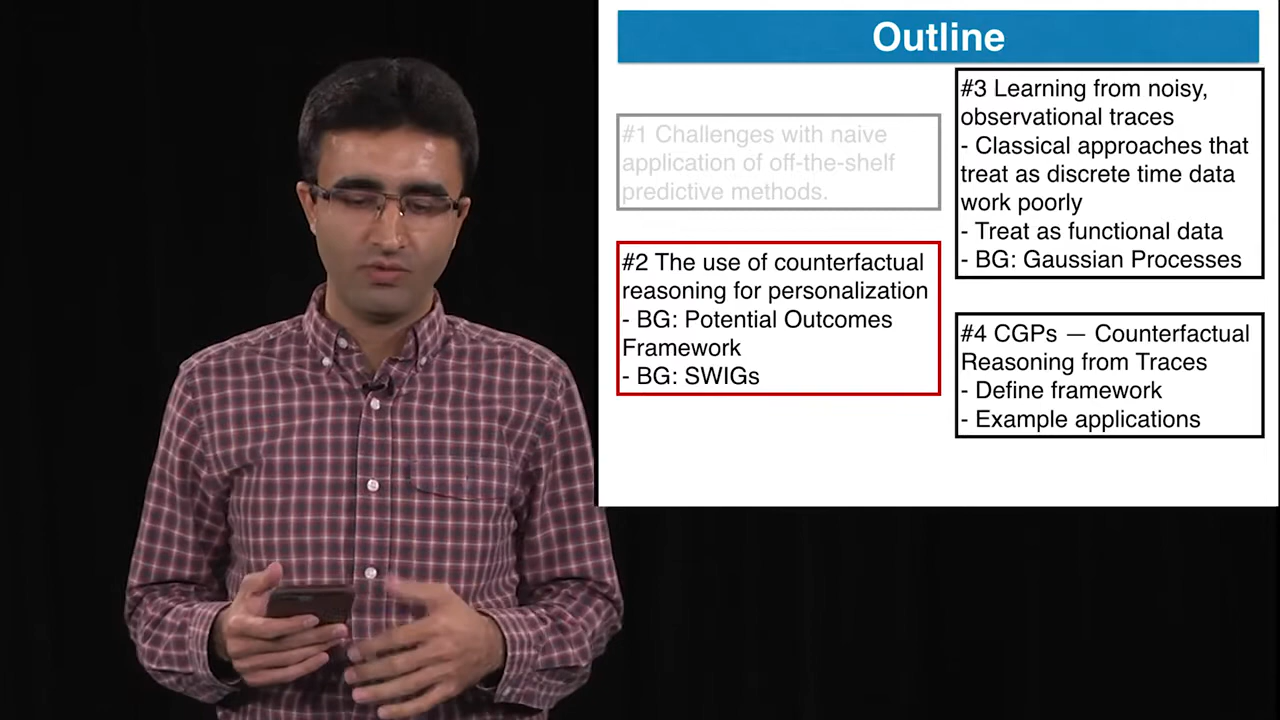 Outline
#1 Challenges with naive
application of off-the-shelf
predictive methods.
#2 The use of counterfactual
reasoning for personalization
- BG: Potential Outcomes
Framework
- BG: SWIGs
#3 Learning from noisy,
observational traces
- Classical approaches that
treat as discrete time data
work poorly
- Treat as functional data
- BG: Gaussian Processes
#4 CGPs — Counterfactual
Reasoning from Traces
- Define framework
- Example applications